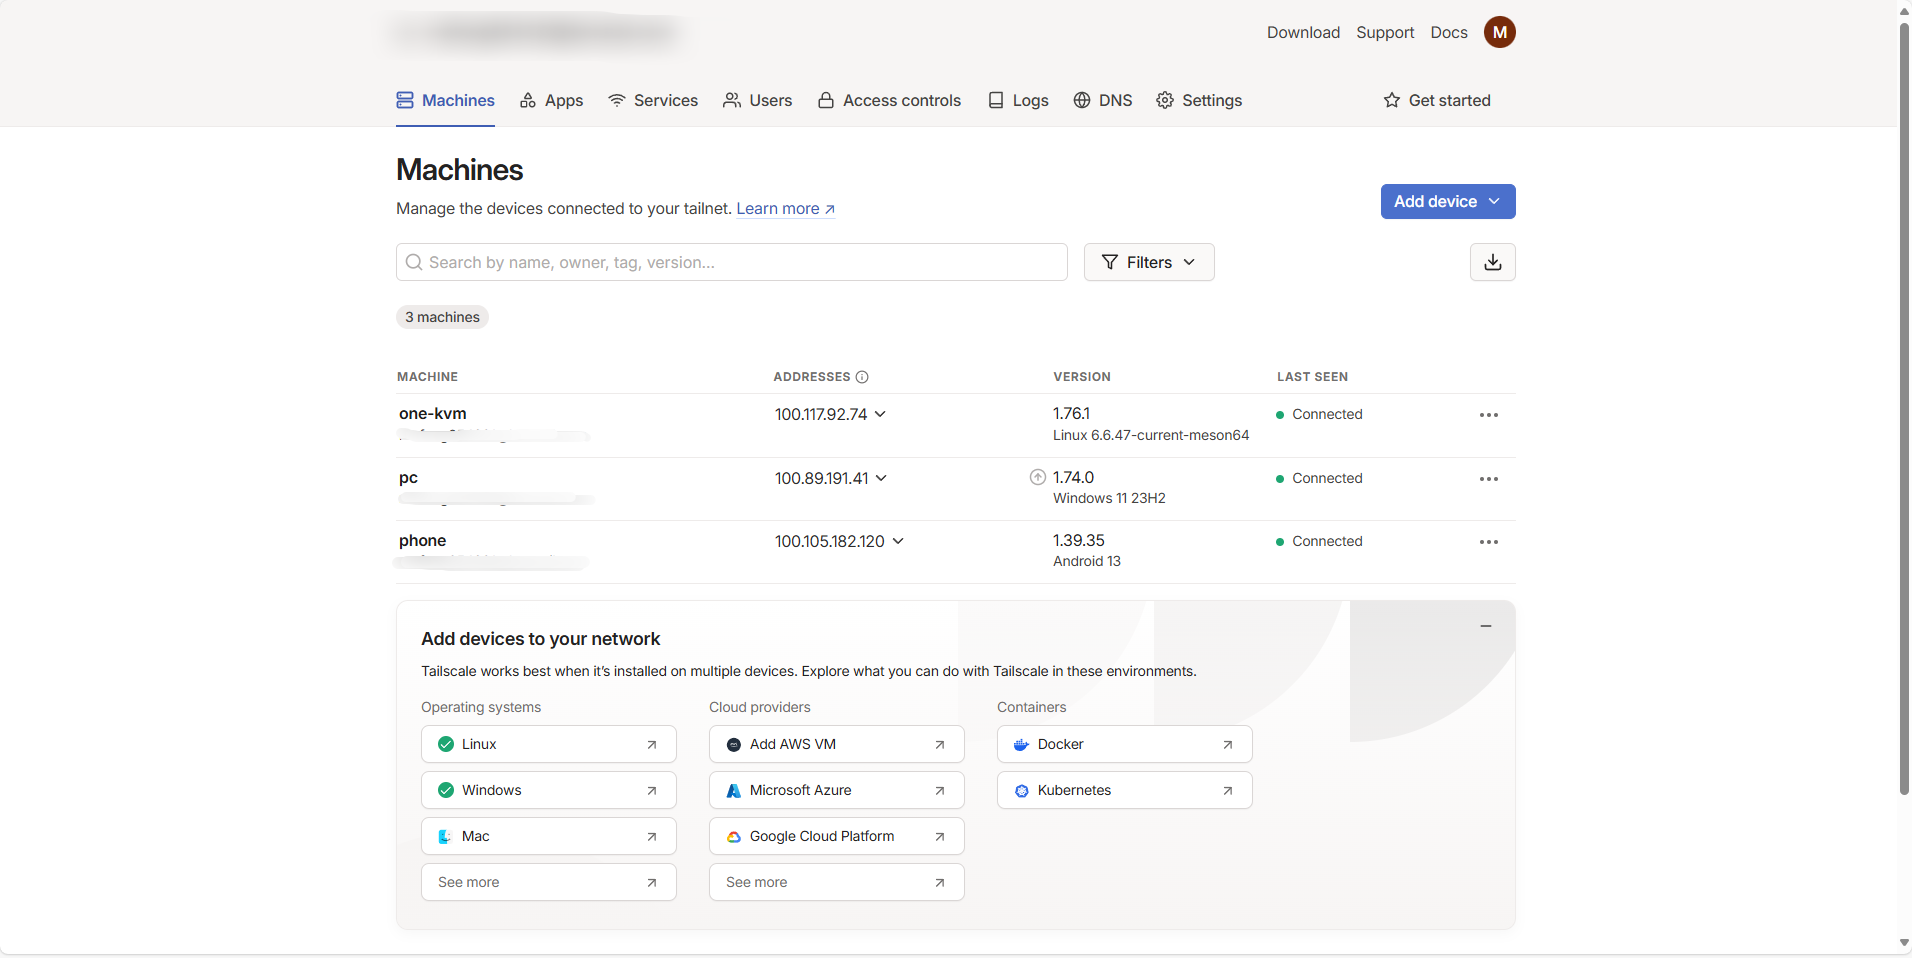 Download Support Docs M
Machines Apps Services Users Access controls Logs DNS Settings Get started
Machines
Manage the devices connected to your tailnet. Learn more
Add device
Search by name, owner, tag, version...
Filters
3 machines
MACHINE ADDRESSES VERSION LAST SEEN
one-kvm 100.117.92.74 1.76.1 Connected
Linux 6.6.47-current-meson64
pc 100.89.191.41 1.74.0 Connected
Windows 11 23H2
phone 100.105.182.120 1.39.35 Connected
Android 13
Add devices to your network
Tailscale works best when it’s installed on multiple devices. Explore what you can do with Tailscale in these environments.
Operating systems Cloud providers Containers
Linux Add AWS VM Docker
Windows Microsoft Azure Kubernetes
Mac Google Cloud Platform
See more See more